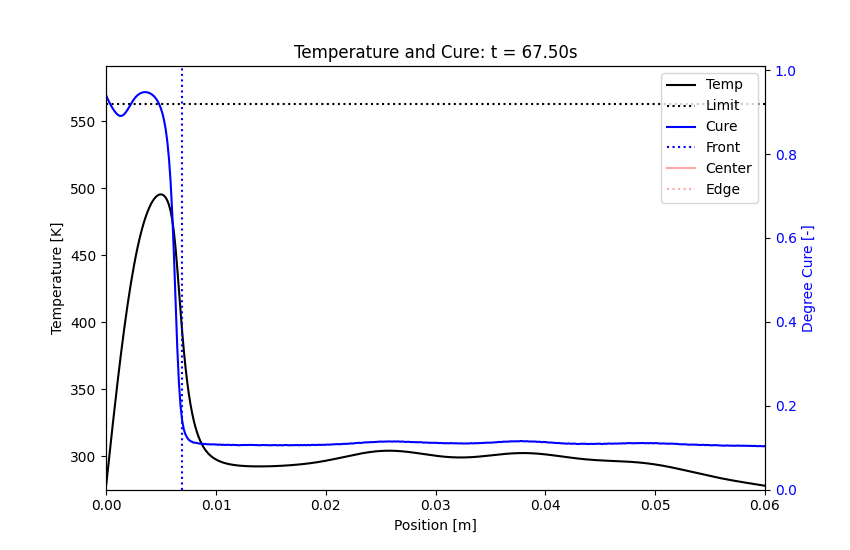 Temperature and Cure: t = 67.50s
Temp
Limit
Cure
Front
Center
Edge
Temperature [K]
550
500
450
400
350
300
Degree Cure [-]
1.0
0.8
0.6
0.4
0.2
0.0
0.00 0.01 0.02 0.03 0.04 0.05 0.06
Position [m]